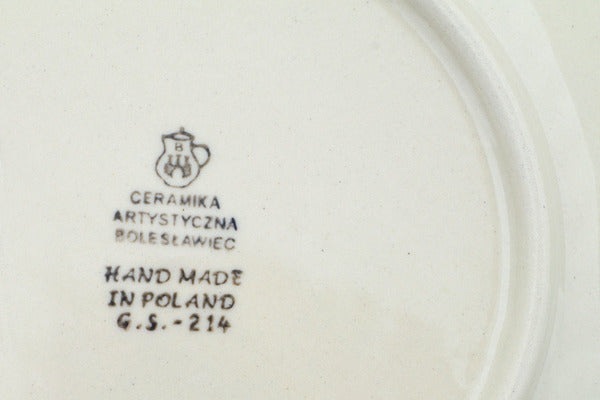 B
CERAMIKA
ARTYSTYCZNA
BOLESŁAWIEC
HAND MADE
IN POLAND
G.S.-214